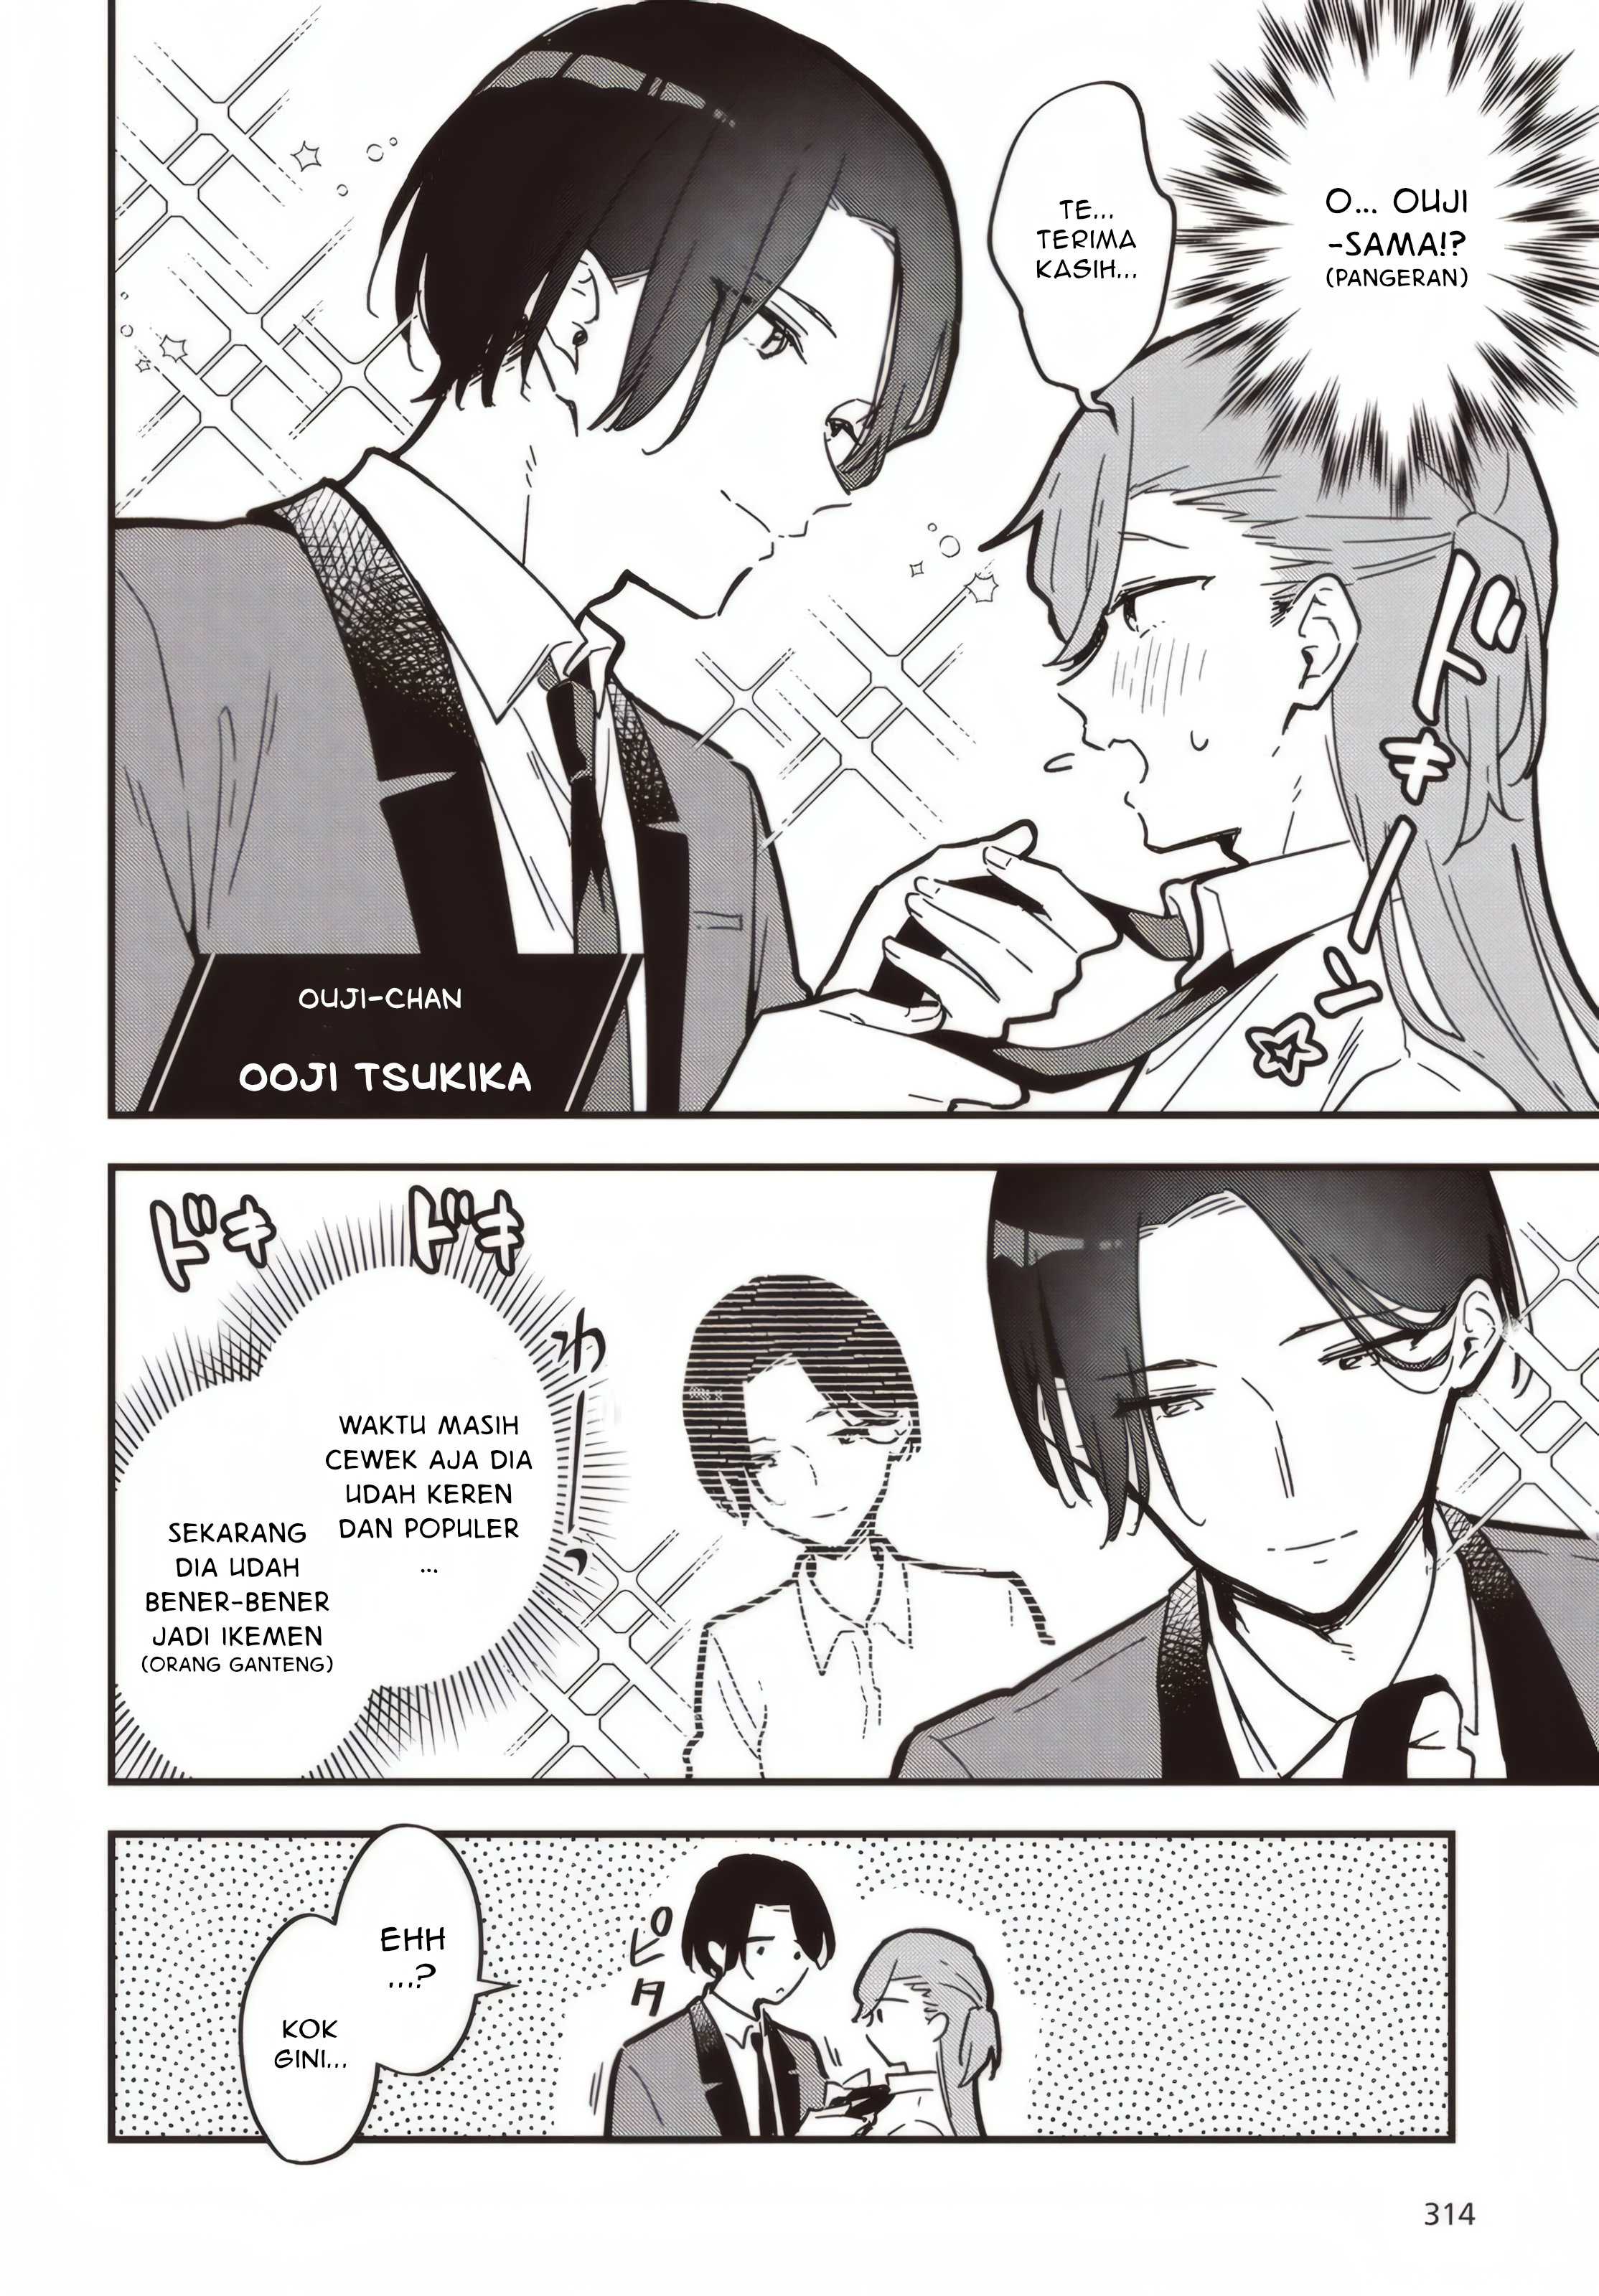 O... OUJI
-SAMA!?
(PANGERAN)
TE...
TERIMA
KASIH...
ドキーン
OUJI-CHAN
OOJI TSUKIKA
わーっ
WAKTU MASIH
CEWEK AJA DIA
UDAH KEREN
DAN POPULER
...
ドキ
ドキ
SEKARANG
DIA UDAH
BENER-BENER
JADI IKEMEN
(ORANG GANTENG)
ピタ
EHH
...?
KOK
GINI...
314